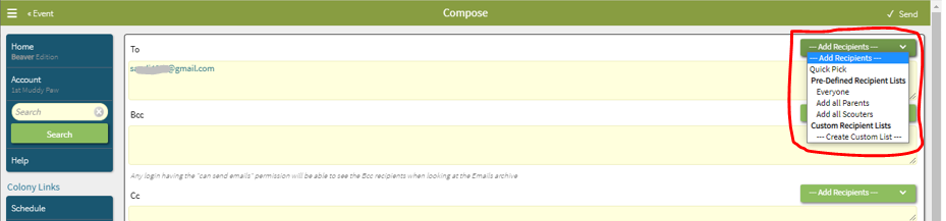 « Event
Compose
✓ Send
Home
Beaver Edition
Account
1st Muddy Paw
Search
Search
Help
Colony Links
Schedule
To
@gmail.com
--- Add Recipients ---
--- Add Recipients ---
Quick Pick
Pre-Defined Recipient Lists
Everyone
Add all Parents
Add all Scouters
Custom Recipient Lists
--- Create Custom List ---
Bcc
Any login having the "can send emails" permission will be able to see the Bcc recipients when looking at the Emails archive
Cc
--- Add Recipients ---